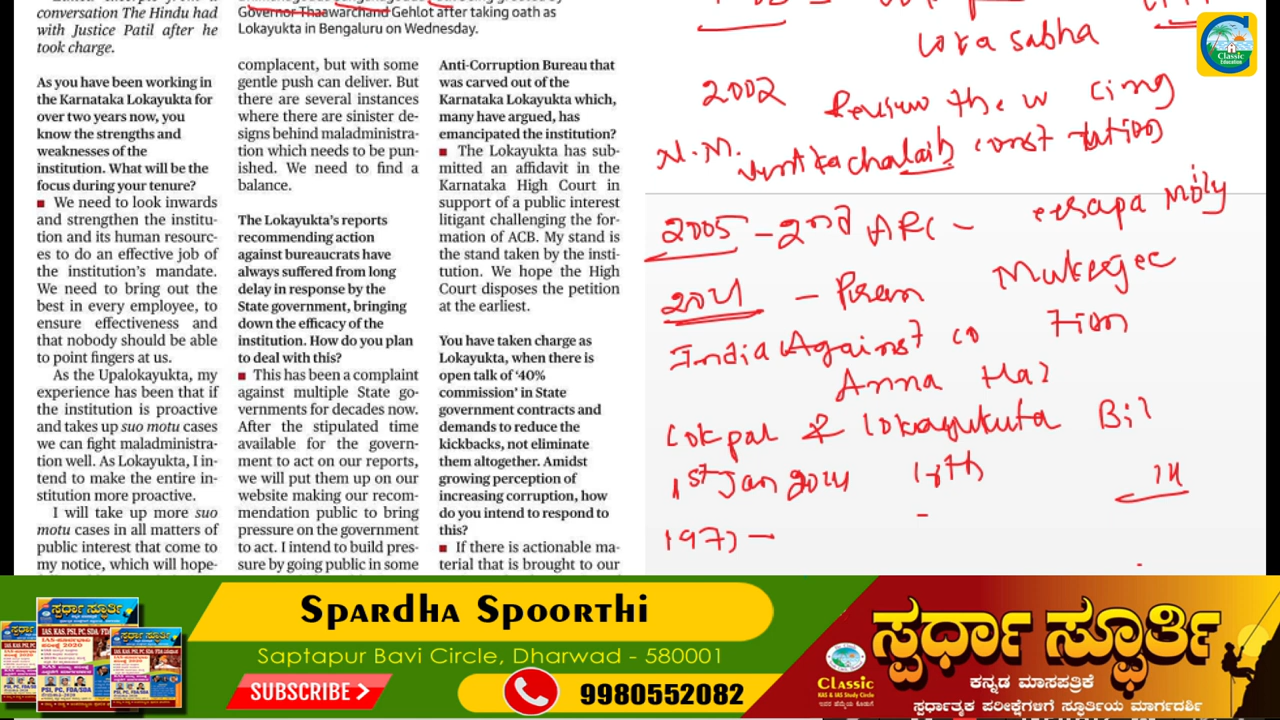 conversation The Hindu had
with Justice Patil after he
took charge.
As you have been working in
the Karnataka Lokayukta for
over two years now, you
know the strengths and
weaknesses of the
institution. What will be the
focus during your tenure?
■ We need to look inwards
and strengthen the institu-
tion and its human resourc-
es to do an effective job of
the institution's mandate.
We need to bring out the
best in every employee, to
ensure effectiveness and
that nobody should be able
to point fingers at us.
As the Upalokayukta, my
experience has been that if
the institution is proactive
and takes up suo motu cases
we can fight maladministra-
tion well. As Lokayukta, I in-
tend to make the entire in-
stitution more proactive.
I will take up more suo
motu cases in all matters of
public interest that come to
my notice, which will hope-
Governor Thaawarchand Gehlot after taking oath as
Lokayukta in Bengaluru on Wednesday.
complacent, but with some
gentle push can deliver. But
there are several instances
where there are sinister de-
signs behind maladministra-
tion which needs to be pun-
ished. We need to find a
balance.
The Lokayukta's reports
recommending action
against bureaucrats have
always suffered from long
delay in response by the
State government, bringing
down the efficacy of the
institution. How do you plan
to deal with this?
■ This has been a complaint
against multiple State go-
vernments for decades now.
After the stipulated time
available for the govern-
ment to act on our reports,
we will put them up on our
website making our recom-
mendation public to bring
pressure on the government
to act. I intend to build pres-
sure by going public in some
Anti-Corruption Bureau that
was carved out of the
Karnataka Lokayukta which,
many have argued, has
emancipated the institution?
■ The Lokayukta has sub-
mitted an affidavit in the
Karnataka High Court in
support of a public interest
litigant challenging the for-
mation of ACB. My stand is
the stand taken by the insti-
tution. We hope the High
Court disposes the petition
at the earliest.
You have taken charge as
Lokayukta, when there is
open talk of '40%
commission' in State
government contracts and
demands to reduce the
kickbacks, not eliminate
them altogether. Amidst
growing perception of
increasing corruption, how
do you intend to respond to
this?
■ If there is actionable ma-
terial that is brought to our
Loka sabha
2002 Review the w cing
N.M. constitution
2005 - 2nd ARC - Moily
Mukerjee
India Against co tion
Anna Haz
Lokpal & lokayukuta Bil
1st Jan 2014
Classic
Education
Spardha Spoorthi
Saptapur Bavi Circle, Dharwad - 580001
SUBSCRIBE >
9980552082
ಸ್ಪರ್ಧಾ ಸ್ಫೂರ್ತಿ
ಕನ್ನಡ ಮಾಸಪತ್ರಿಕೆ
ಸ್ಪರ್ಧಾತ್ಮಕ ಪರೀಕ್ಷೆಗಳಿಗೆ ಸ್ಫೂರ್ತಿಯ ಮಾರ್ಗದರ್ಶಿ
Classic
KAS & IAS Study Circle